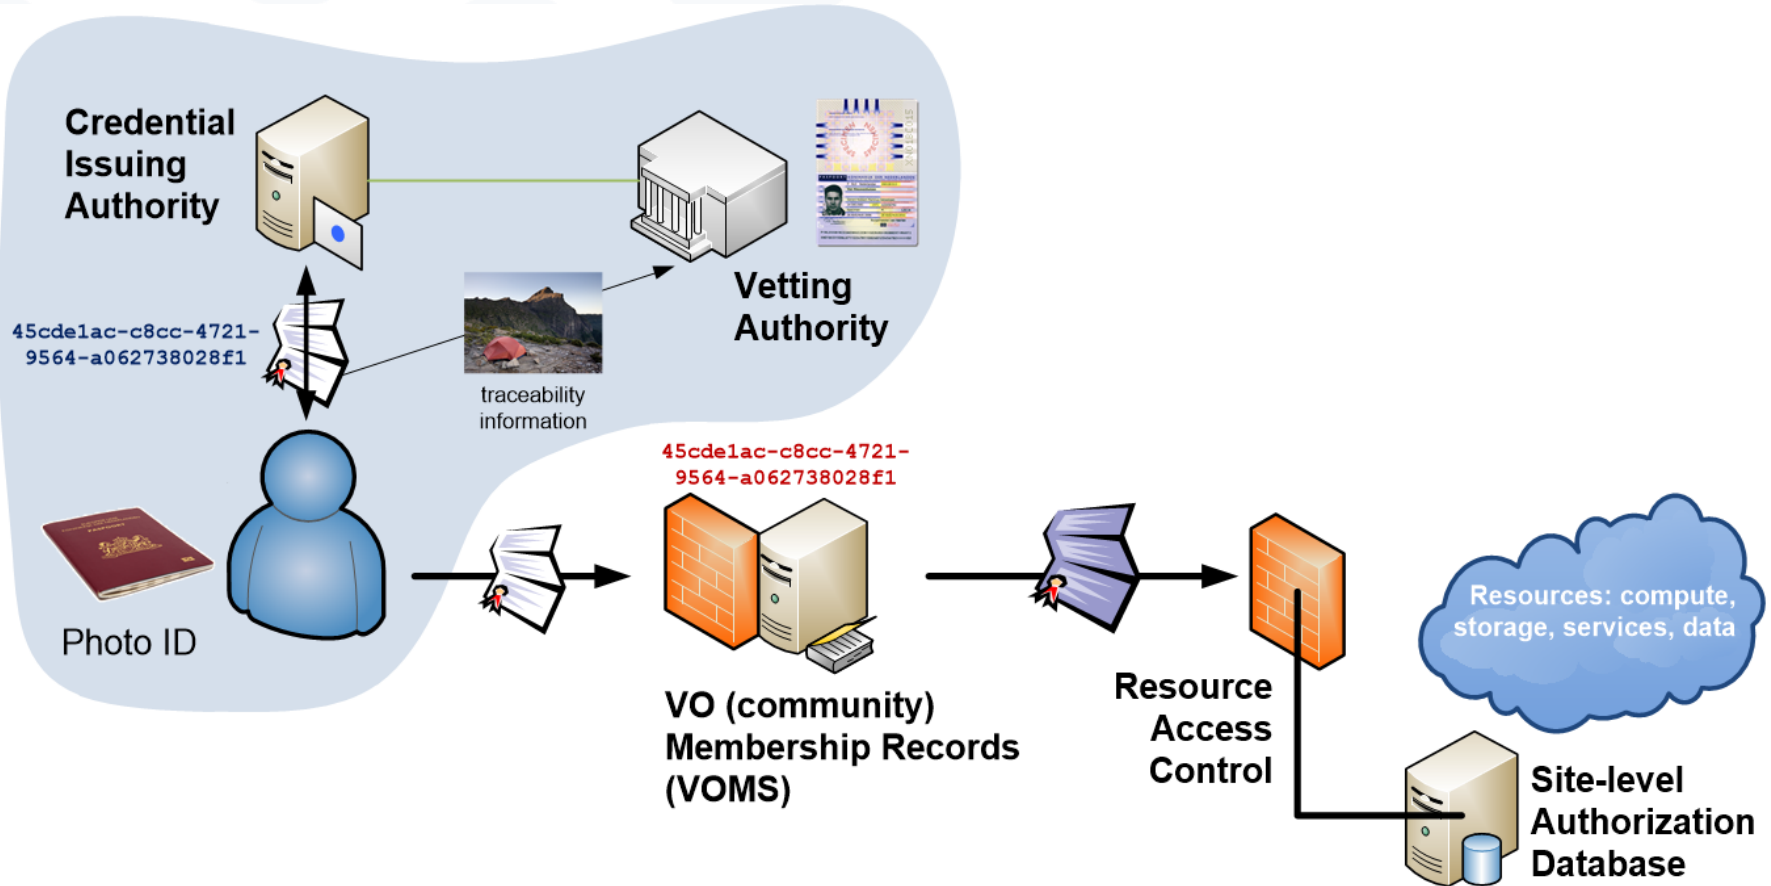 Credential
Issuing
Authority
Vetting
Authority
45cde1ac-c8cc-4721-
9564-a062738028f1
traceability
information
Photo ID
45cde1ac-c8cc-4721-
9564-a062738028f1
VO (community)
Membership Records
(VOMS)
Resource
Access
Control
Resources: compute,
storage, services, data
Site-level
Authorization
Database
SPECIMEN